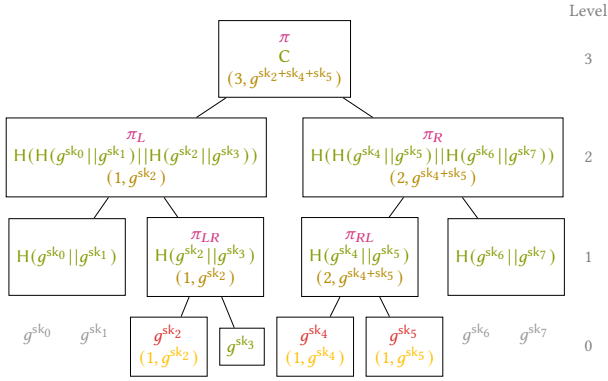 Level
π
C
(3, g^{sk_2+sk_4+sk_5})
3
π_L
H(H(g^{sk_0}||g^{sk_1})||H(g^{sk_2}||g^{sk_3}))
(1, g^{sk_2})
π_R
H(H(g^{sk_4}||g^{sk_5})||H(g^{sk_6}||g^{sk_7}))
(2, g^{sk_4+sk_5})
2
H(g^{sk_0}||g^{sk_1})
π_{LR}
H(g^{sk_2}||g^{sk_3})
(1, g^{sk_2})
π_{RL}
H(g^{sk_4}||g^{sk_5})
(2, g^{sk_4+sk_5})
H(g^{sk_6}||g^{sk_7})
1
g^{sk_0}
g^{sk_1}
g^{sk_2}
(1, g^{sk_2})
g^{sk_3}
g^{sk_4}
(1, g^{sk_4})
g^{sk_5}
(1, g^{sk_5})
g^{sk_6}
g^{sk_7}
0